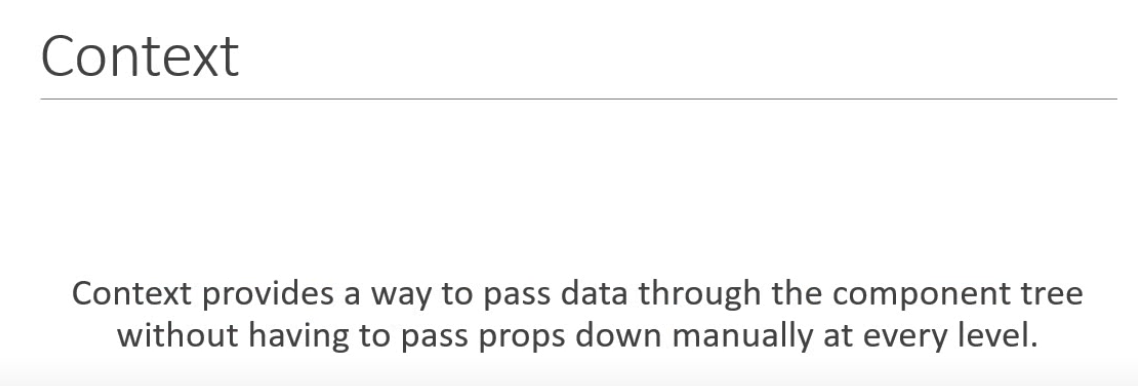 Context
Context provides a way to pass data through the component tree
without having to pass props down manually at every level.